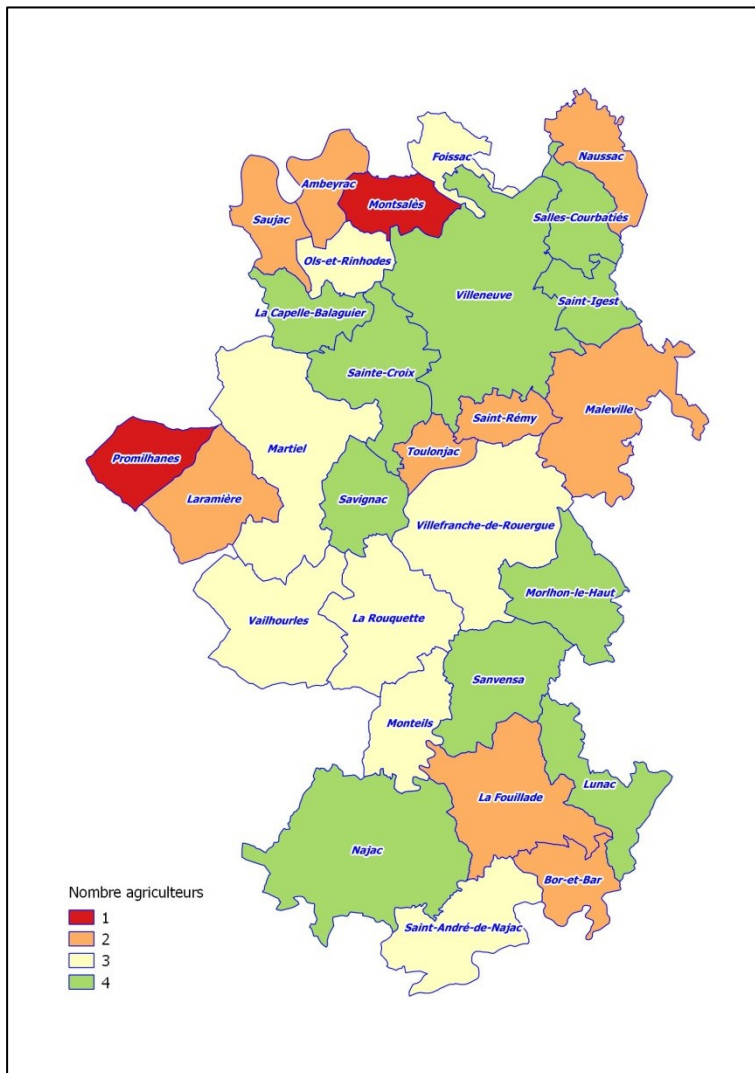 Naussac
Foissac
Ambeyrac
Montsalès
Saujac
Salles-Courbatiés
Ols-et-Rinhodes
Villeneuve
Saint-Igest
La Capelle-Balaguier
Sainte-Croix
Maleville
Saint-Rémy
Martiel
Toulonjac
Promilhanes
Laramière
Savignac
Villefranche-de-Rouergue
Morlhon-le-Haut
Vailhourles
La Rouquette
Sanvensa
Monteils
Lunac
La Fouillade
Najac
Bor-et-Bar
Saint-André-de-Najac
Nombre agriculteurs
1
2
3
4